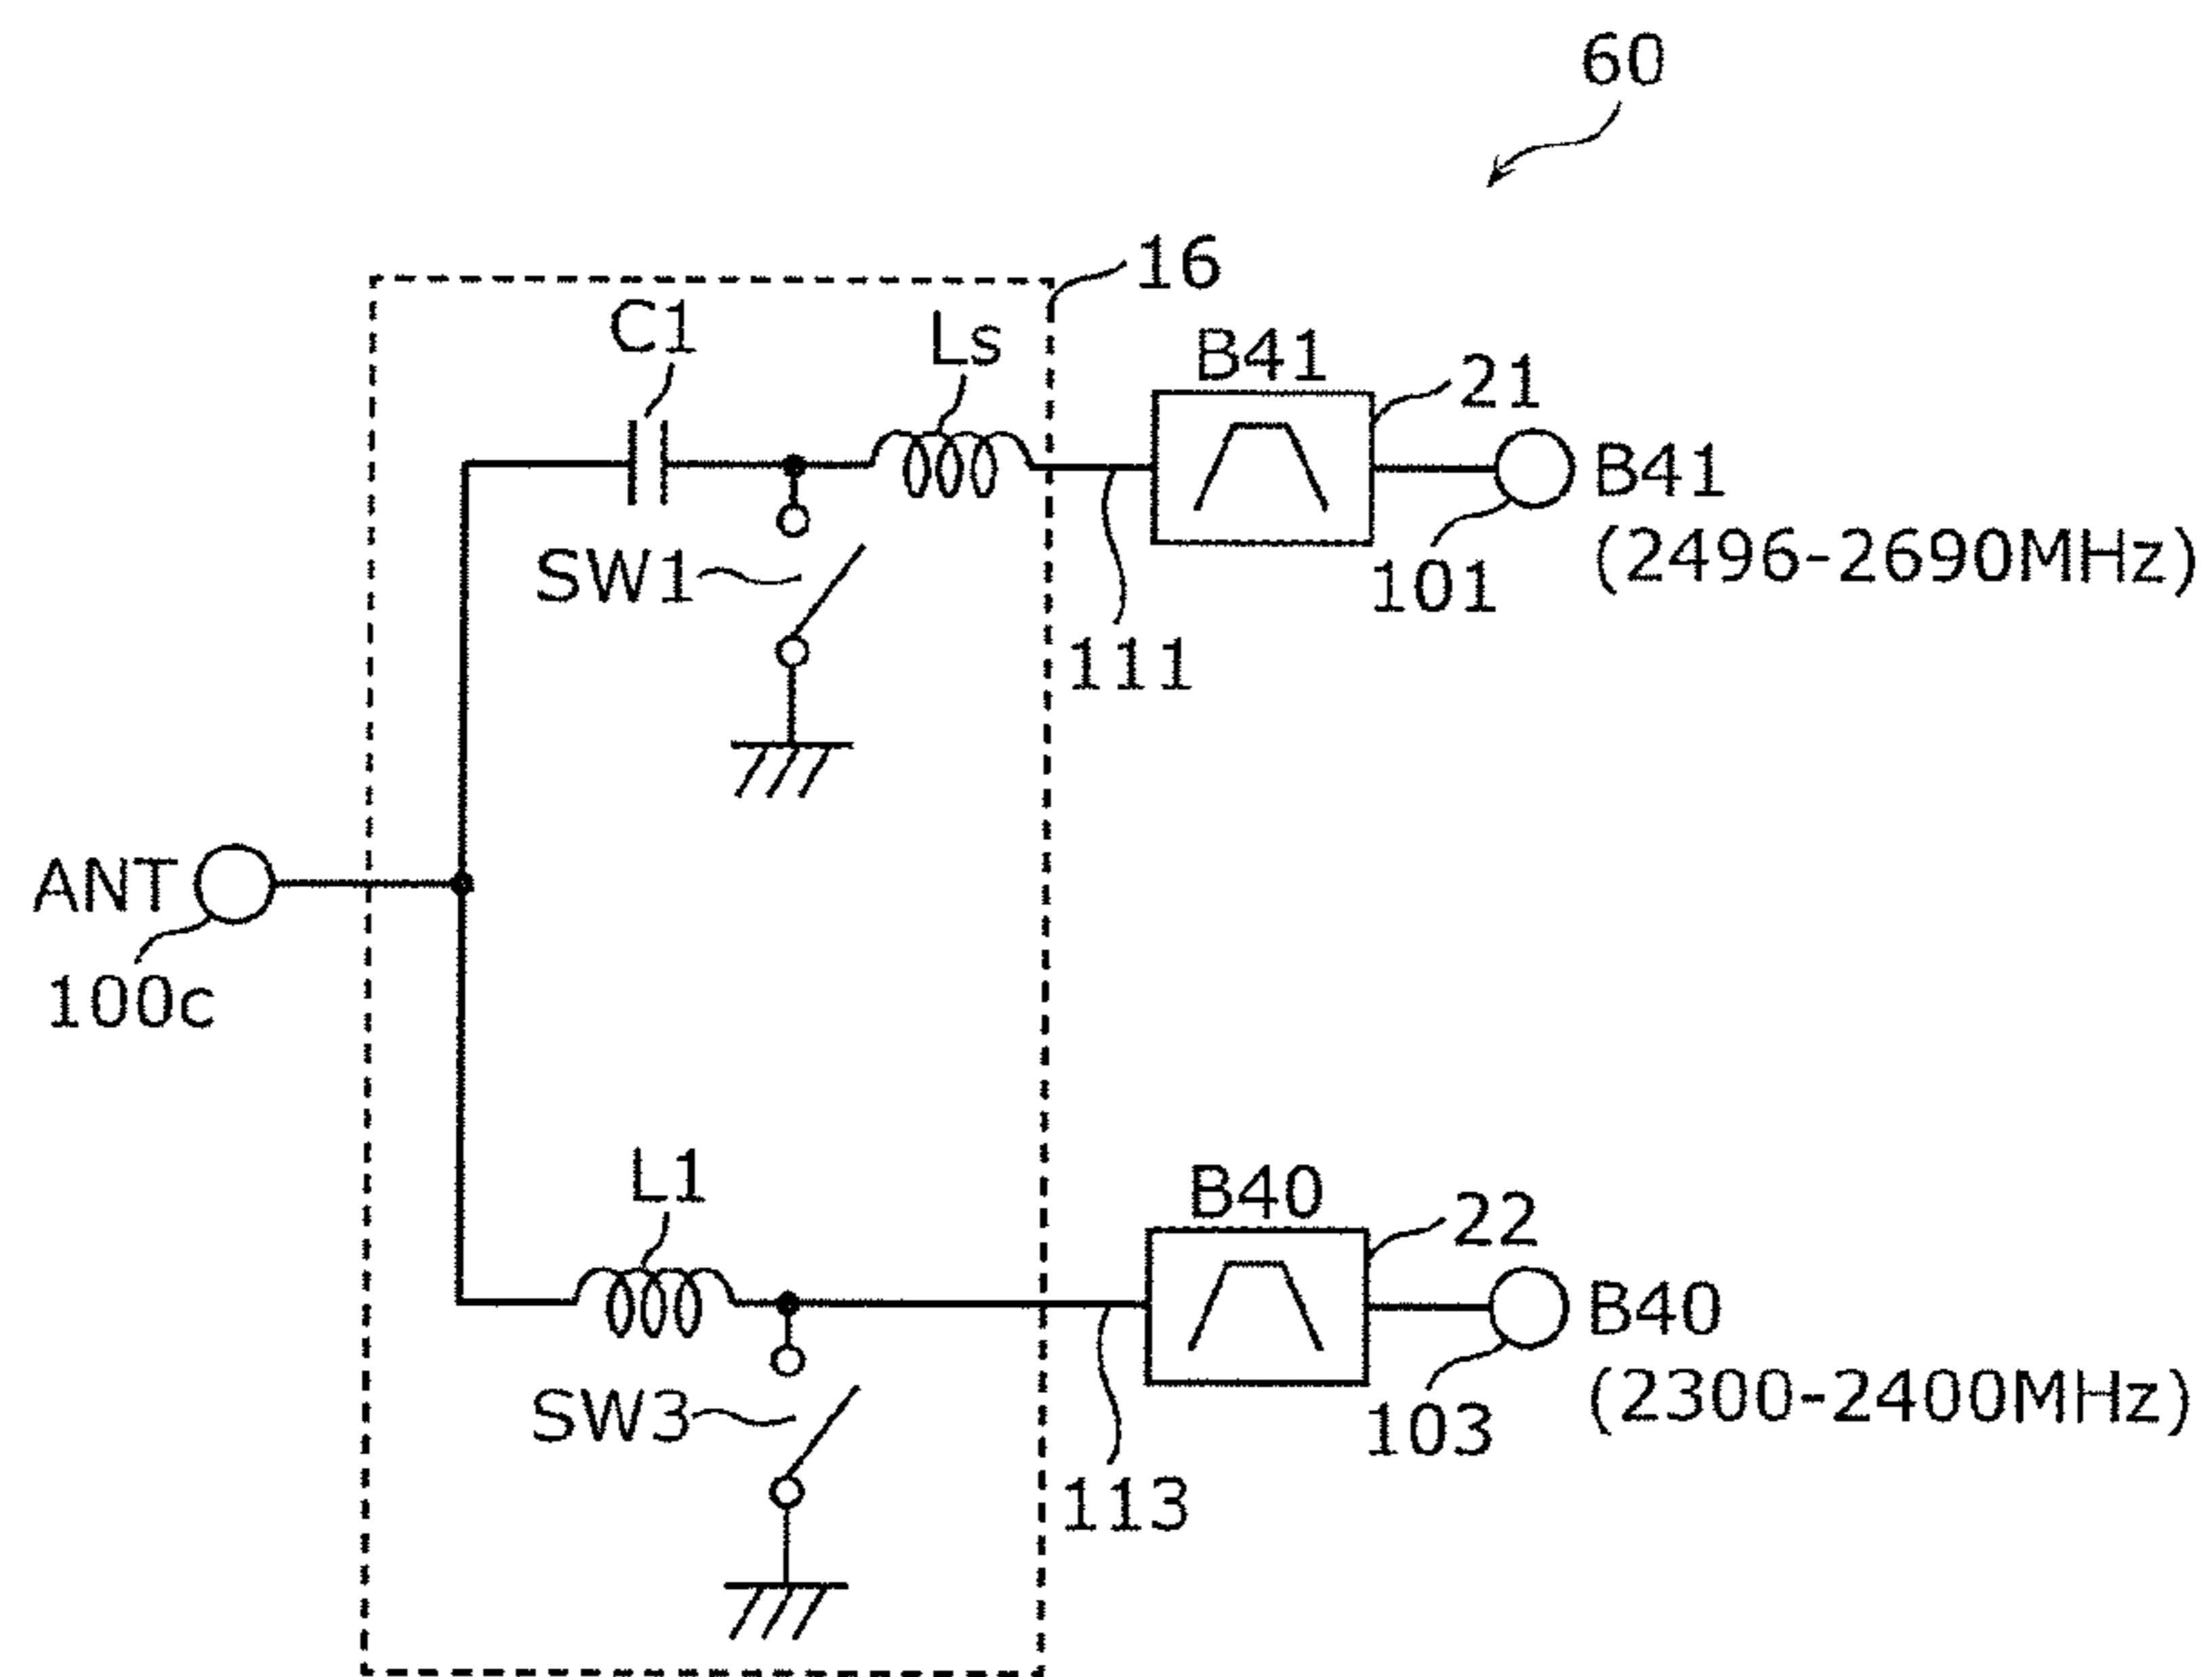 60
16
C1
Ls
B41
21
B41
(2496-2690MHz)
SW1
101
111
ANT
100c
L1
B40
22
B40
(2300-2400MHz)
SW3
103
113